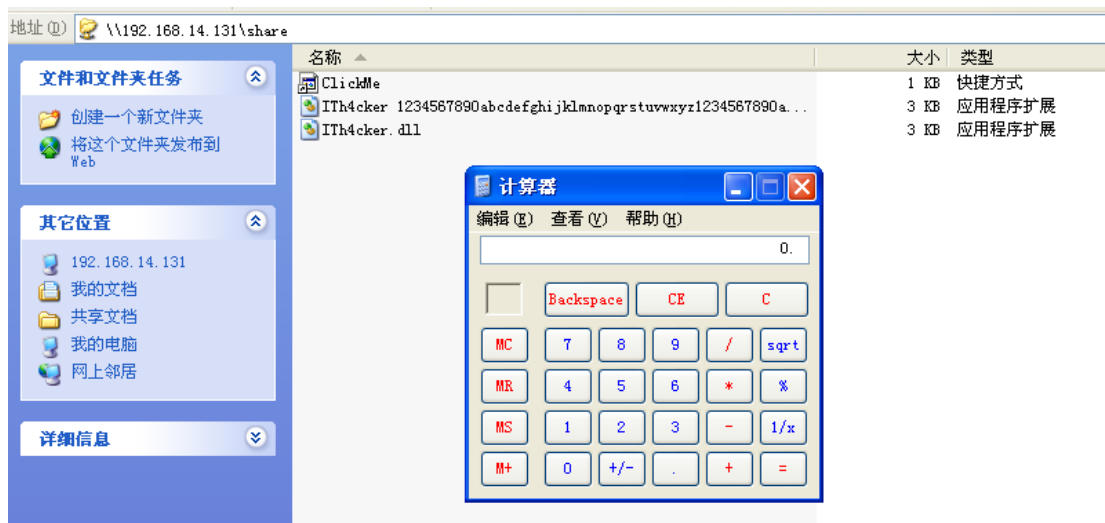 地址(D) \\192.168.14.131\share
名称 大小 类型
ClickMe 1 KB 快捷方式
ITh4cker 1234567890abcdefghijklmnopqrstuvwxyz1234567890a... 3 KB 应用程序扩展
ITh4cker.dll 3 KB 应用程序扩展
文件和文件夹任务
创建一个新文件夹
将这个文件夹发布到
Web
其它位置
192.168.14.131
我的文档
共享文档
我的电脑
网上邻居
详细信息
计算器
编辑(E) 查看(V) 帮助(H)
0.
Backspace CE C
MC 7 8 9 / sqrt
MR 4 5 6 * %
MS 1 2 3 - 1/x
M+ 0 +/- . + =